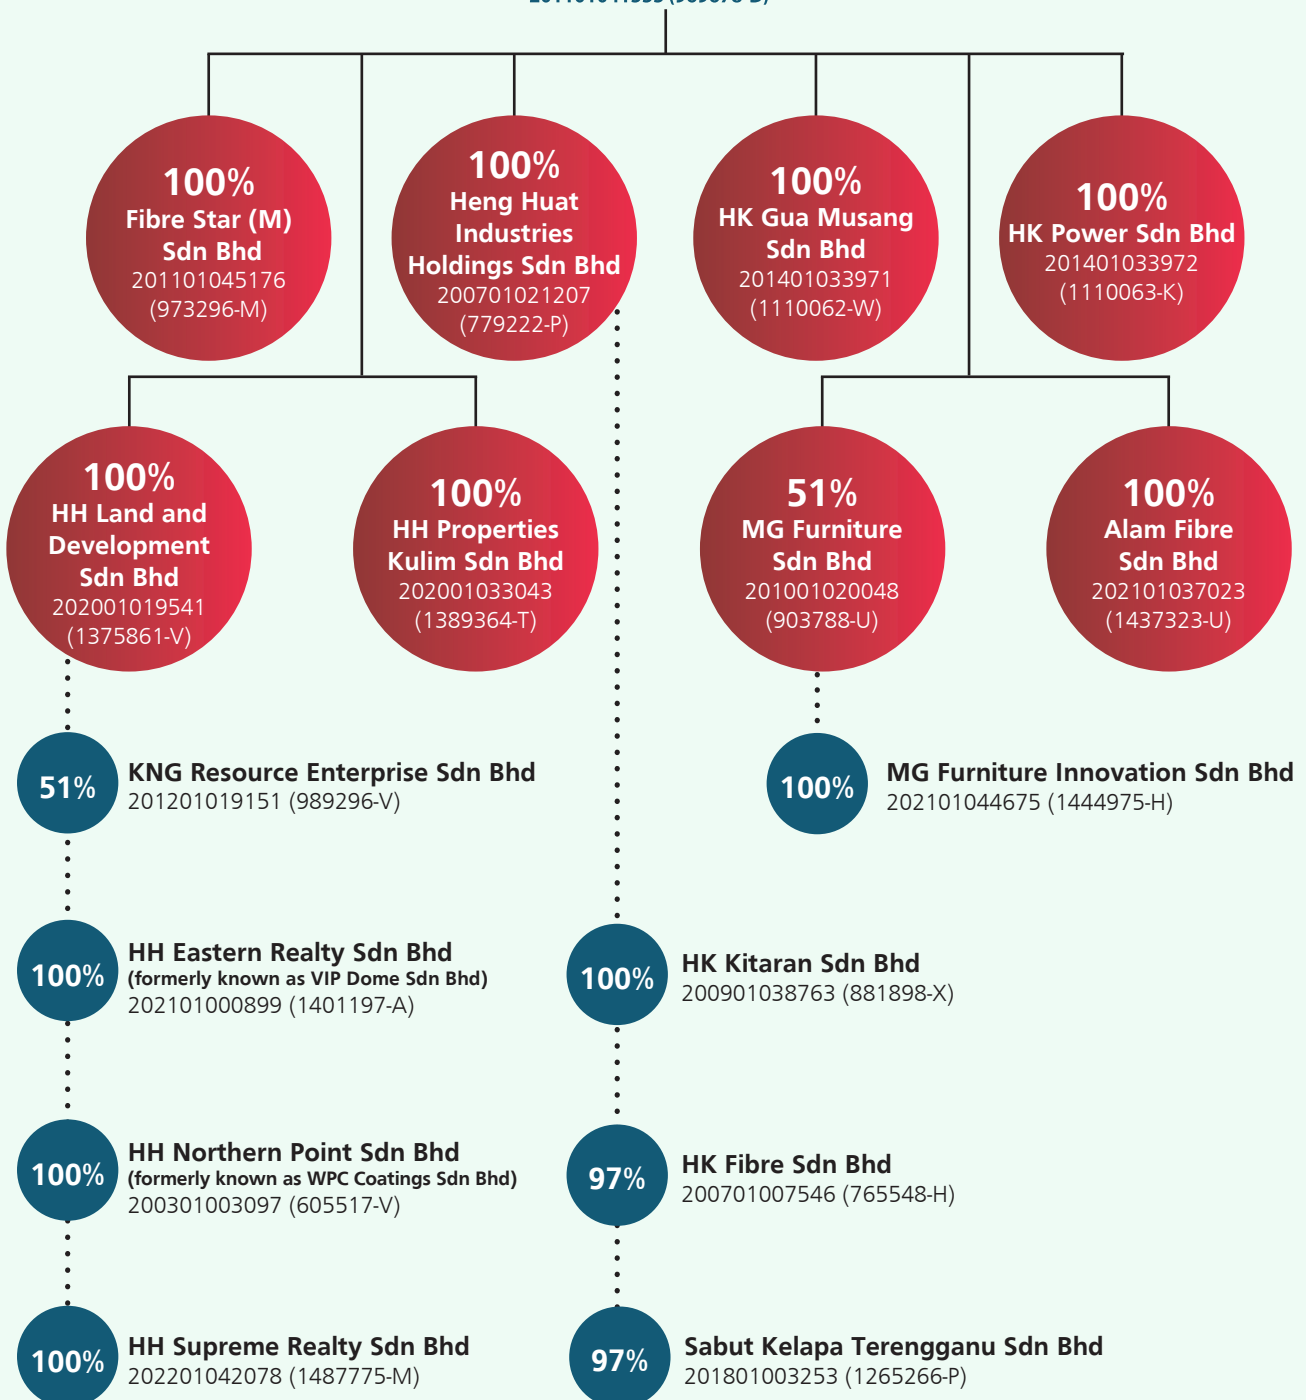 100%
Fibre Star (M)
Sdn Bhd
201101045176
(973296-M)
100%
Heng Huat
Industries
Holdings Sdn Bhd
200701021207
(779222-P)
100%
HK Gua Musang
Sdn Bhd
201401033971
(1110062-W)
100%
HK Power Sdn Bhd
201401033972
(1110063-K)
100%
HH Land and
Development
Sdn Bhd
202001019541
(1375861-V)
100%
HH Properties
Kulim Sdn Bhd
202001033043
(1389364-T)
51%
MG Furniture
Sdn Bhd
201001020048
(903788-U)
100%
Alam Fibre
Sdn Bhd
202101037023
(1437323-U)
51%
KNG Resource Enterprise Sdn Bhd
201201019151 (989296-V)
100%
MG Furniture Innovation Sdn Bhd
202101044675 (1444975-H)
100%
HH Eastern Realty Sdn Bhd
(formerly known as VIP Dome Sdn Bhd)
202101000899 (1401197-A)
100%
HK Kitaran Sdn Bhd
200901038763 (881898-X)
100%
HH Northern Point Sdn Bhd
(formerly known as WPC Coatings Sdn Bhd)
200301003097 (605517-V)
97%
HK Fibre Sdn Bhd
200701007546 (765548-H)
100%
HH Supreme Realty Sdn Bhd
202201042078 (1487775-M)
97%
Sabut Kelapa Terengganu Sdn Bhd
201801003253 (1265266-P)